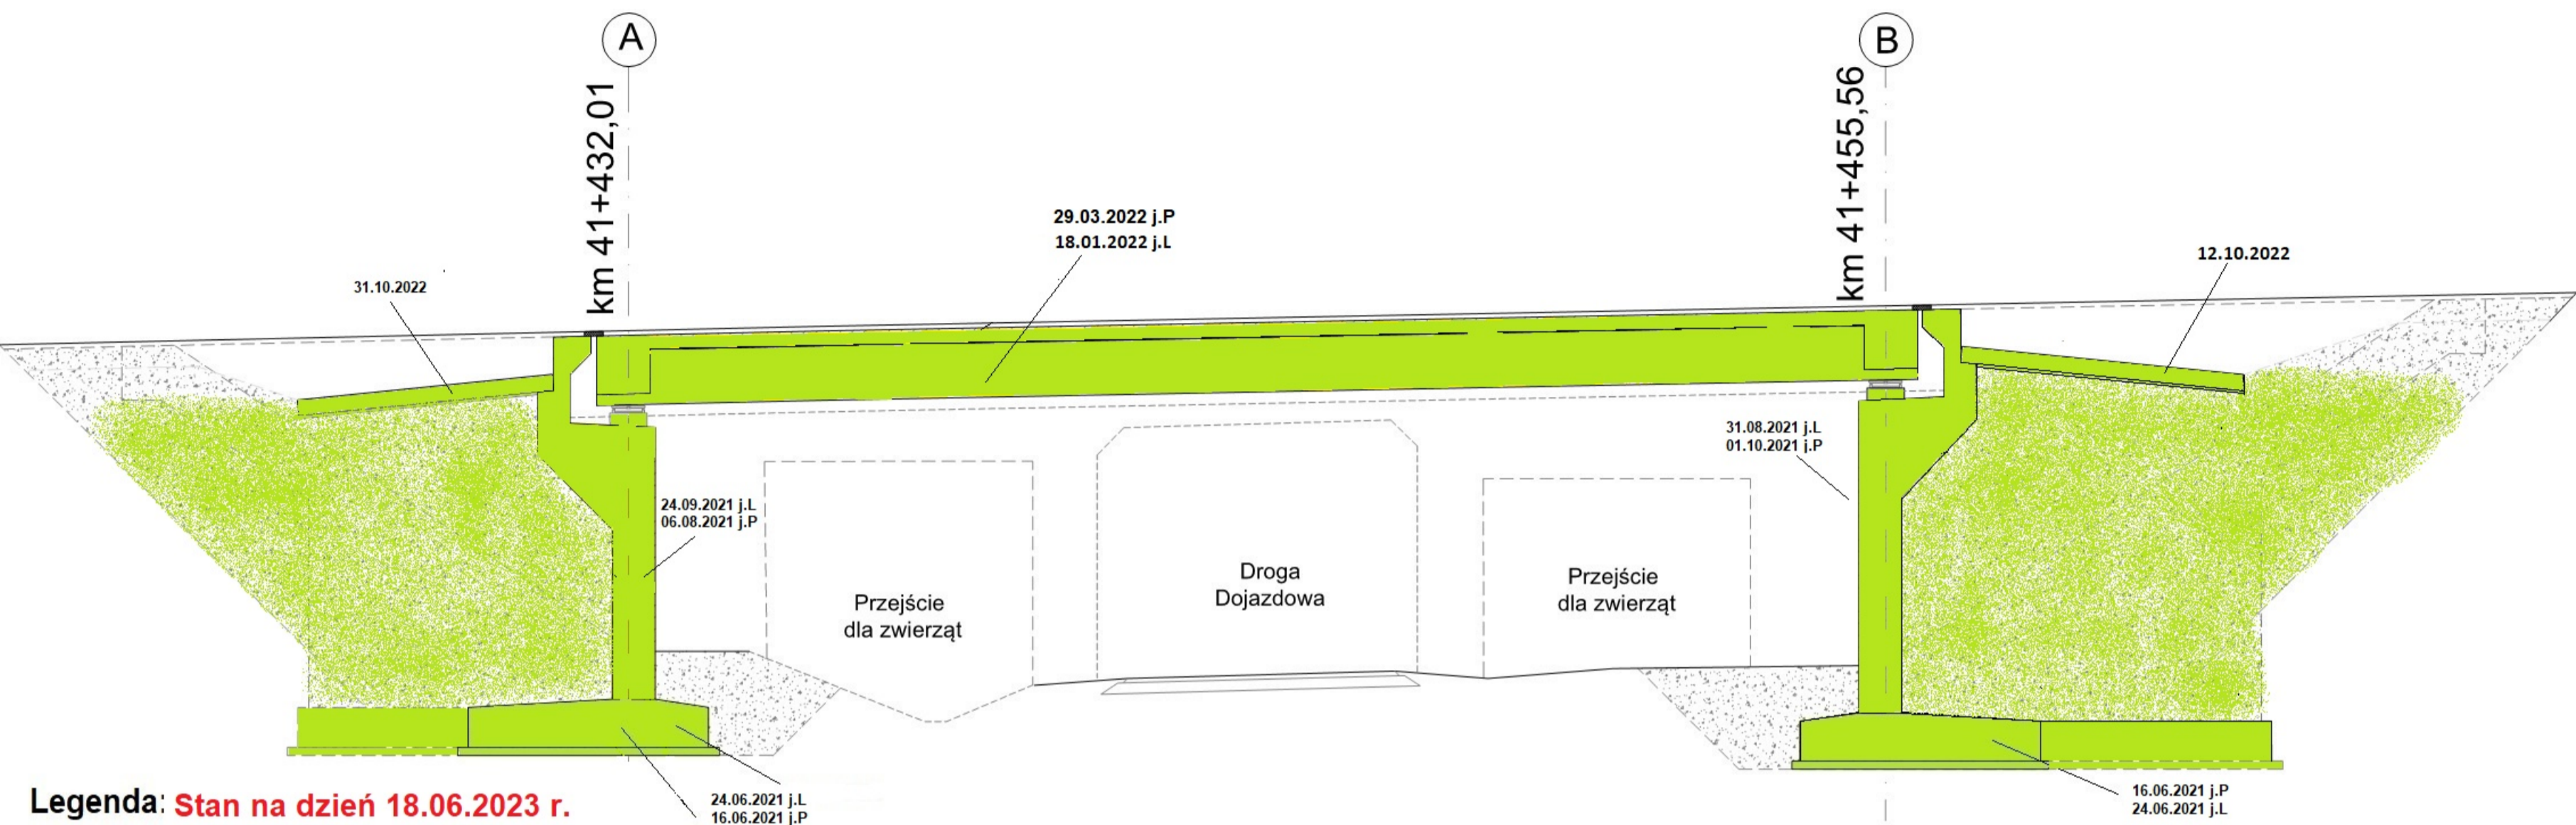 A
B
km 41+432,01
km 41+455,56
29.03.2022 j.P
18.01.2022 j.L
12.10.2022
31.10.2022
31.08.2021 j.L
01.10.2021 j.P
24.09.2021 j.L
06.08.2021 j.P
Przejście
dla zwierząt
Droga
Dojazdowa
Przejście
dla zwierząt
24.06.2021 j.L
16.06.2021 j.P
16.06.2021 j.P
24.06.2021 j.L
Legenda: Stan na dzień 18.06.2023 r.